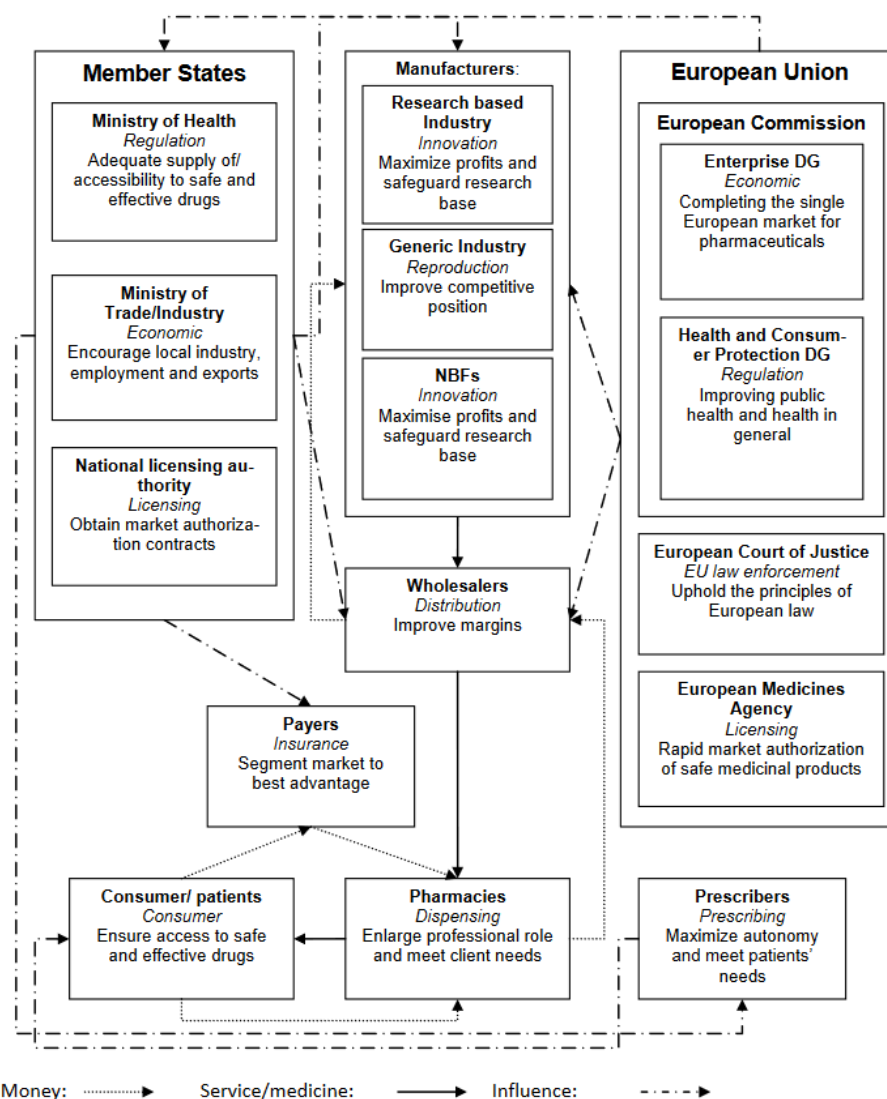 Member States
Ministry of Health
Regulation
Adequate supply of/
accessibility to safe and
effective drugs
Ministry of
Trade/Industry
Economic
Encourage local industry,
employment and exports
National licensing au-
thority
Licensing
Obtain market authoriza-
tion contracts
Manufacturers:
Research based
Industry
Innovation
Maximize profits and
safeguard research
base
Generic Industry
Reproduction
Improve competitive
position
NBFs
Innovation
Maximise profits and
safeguard research
base
European Union
European Commission
Enterprise DG
Economic
Completing the single
European market for
pharmaceuticals
Health and Consum-
er Protection DG
Regulation
Improving public
health and health in
general
European Court of Justice
EU law enforcement
Uphold the principles of
European law
European Medicines
Agency
Licensing
Rapid market authorization
of safe medicinal products
Wholesalers
Distribution
Improve margins
Payers
Insurance
Segment market to
best advantage
Consumer/ patients
Consumer
Ensure access to safe
and effective drugs
Pharmacies
Dispensing
Enlarge professional role
and meet client needs
Prescribers
Prescribing
Maximize autonomy
and meet patients'
needs
Money: Service/medicine: Influence: